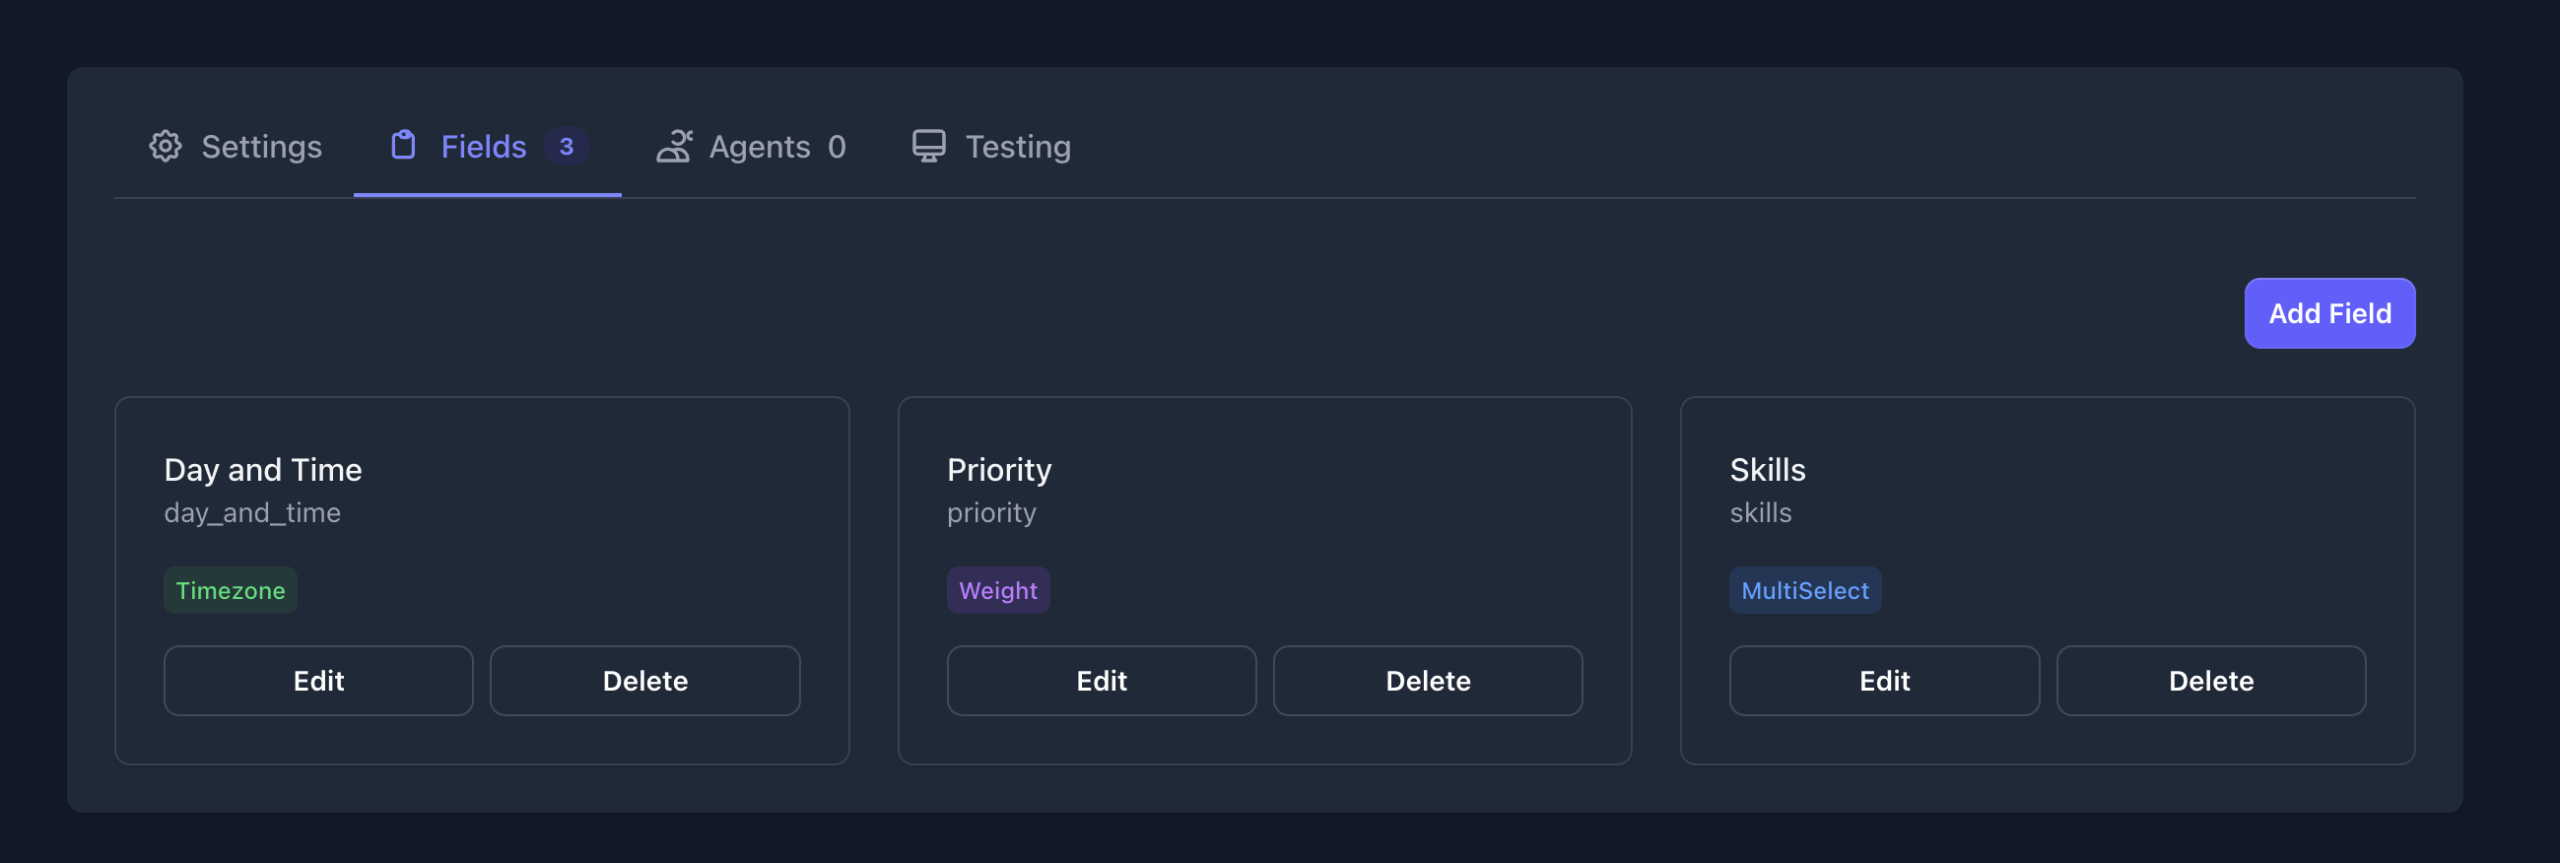 Settings Fields 3 Agents 0 Testing
Add Field
Day and Time
day_and_time
Timezone
Edit Delete
Priority
priority
Weight
Edit Delete
Skills
skills
MultiSelect
Edit Delete